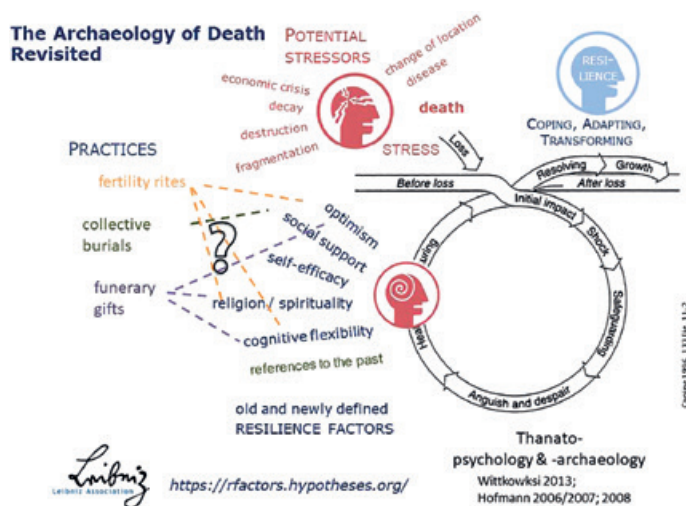 The Archaeology of Death
Revisited
POTENTIAL
STRESSORS
economic crisis
decay
destruction
fragmentation
change of location
disease
death
STRESS
RESI-
LIENCE
COPING, ADAPTING,
TRANSFORMING
PRACTICES
fertility rites
collective
burials
funerary
gifts
?
optimism
social support
self-efficacy
religion / spirituality
cognitive flexibility
references to the past
old and newly defined
RESILIENCE FACTORS
Loss
Before loss
Resolving
Growth
After loss
Initial impact
Shock
Safeguarding
Anguish and despair
Thanato-
psychology & -archaeology
Wittkowksi 2013;
Hofmann 2006/2007; 2008
Leibniz
Leibniz Association
https://rfactors.hypotheses.org/